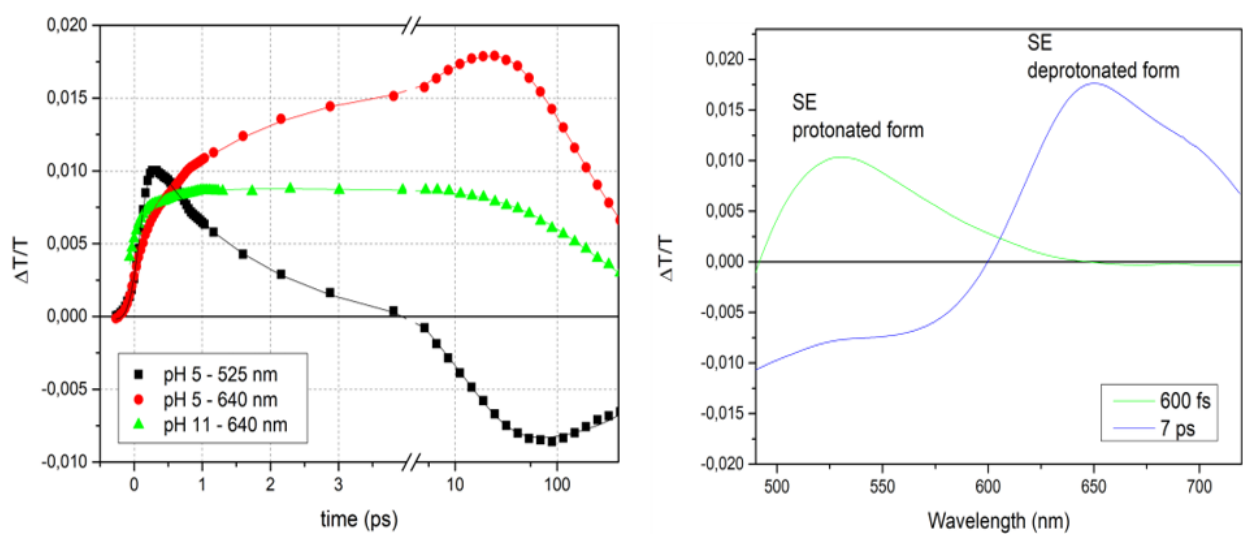 0,020
0,015
0,010
0,005
0,000
-0,005
-0,010
ΔT/T
0
1
2
3
10
100
time (ps)
pH 5 - 525 nm
pH 5 - 640 nm
pH 11 - 640 nm
0,020
0,015
0,010
0,005
0,000
-0,005
-0,010
-0,015
-0,020
ΔT/T
SE
protonated form
SE
deprotonated form
600 fs
7 ps
500
550
600
650
700
Wavelength (nm)